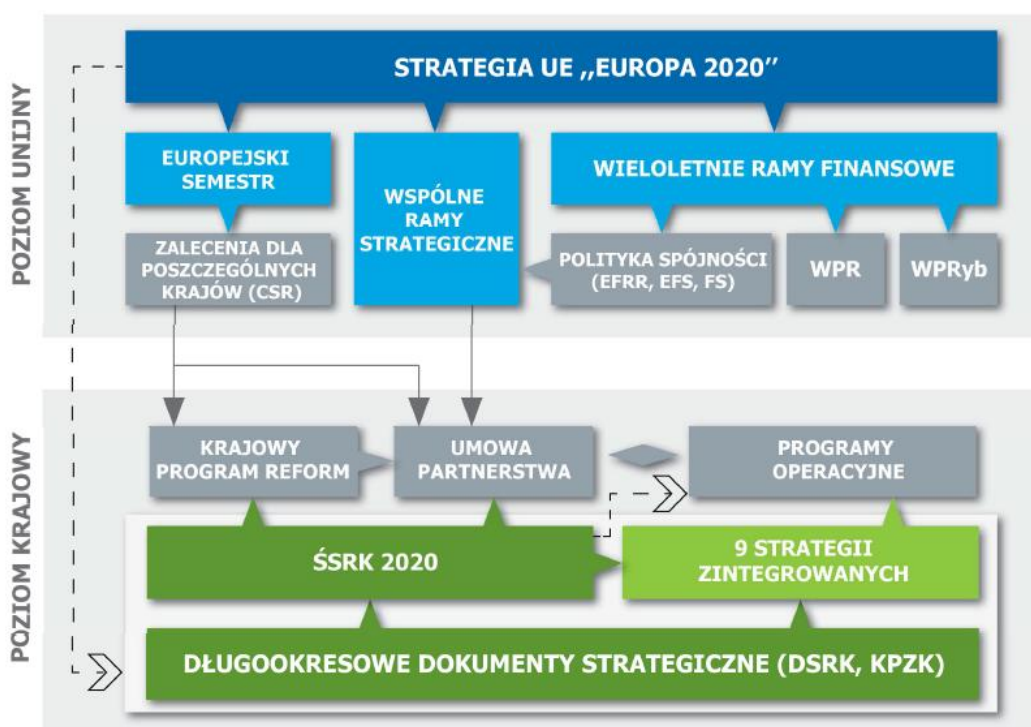 POZIOM UNIJNY
STRATEGIA UE ,,EUROPA 2020”
EUROPEJSKI
SEMESTR
WSPÓLNE
RAMY
STRATEGICZNE
WIELOLETNIE RAMY FINANSOWE
ZALECENIA DLA
POSZCZEGÓLNYCH
KRAJÓW (CSR)
POLITYKA SPÓJNOŚCI
(EFRR, EFS, FS)
WPR
WPRyb
POZIOM KRAJOWY
KRAJOWY
PROGRAM REFORM
UMOWA
PARTNERSTWA
PROGRAMY
OPERACYJNE
ŚSRK 2020
9 STRATEGII
ZINTEGROWANYCH
DŁUGOOKRESOWE DOKUMENTY STRATEGICZNE (DSRK, KPZK)